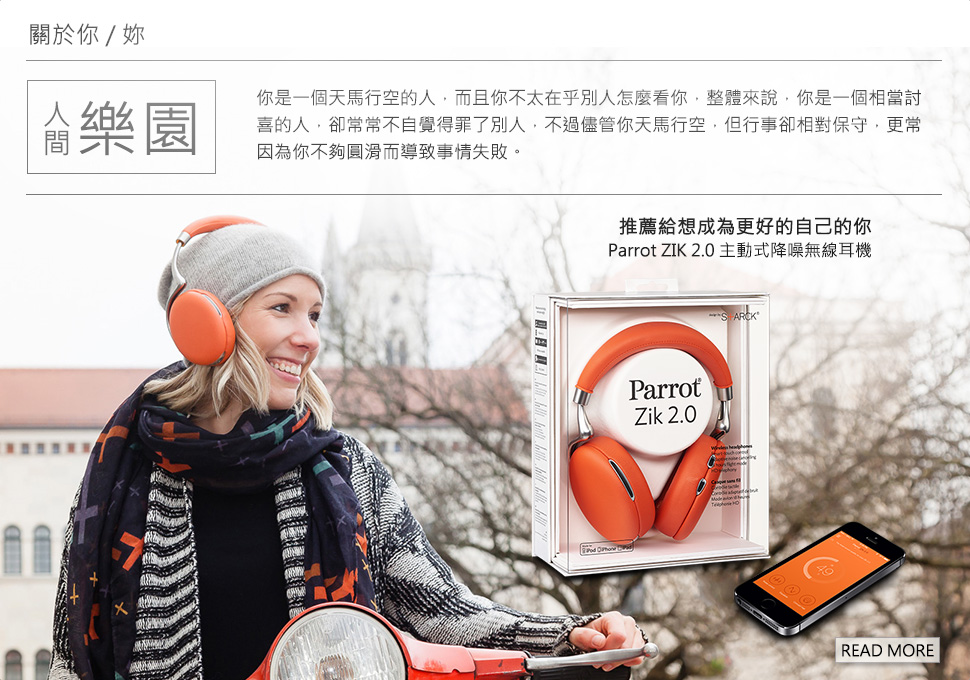 關於你 / 妳
人間 樂園
你是一個天馬行空的人，而且你不太在乎別人怎麼看你，整體來說，你是一個相當討
喜的人，卻常常不自覺得罪了別人，不過儘管你天馬行空，但行事卻相對保守，更常
因為你不夠圓滑而導致事情失敗。
推薦給想成為更好的自己的你
Parrot ZIK 2.0 主動式降噪無線耳機
Parrot
Zik 2.0
Wireless headphones
49
READ MORE